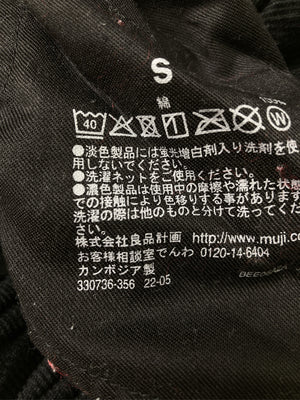 S
綿
40 W
●淡色製品には蛍光増白剤入り洗剤を使
用しないでください。
●洗濯ネットをご使用ください。
●濃色製品は使用中の摩擦や濡れた状態
での接触により色移りする事があります
洗濯の際は他のものと分けて洗ってくだ
さい。
株式会社良品計画 http://www.muji.com
お客様相談室でんわ 0120-14-6404
カンボジア製
330736-356 22-05